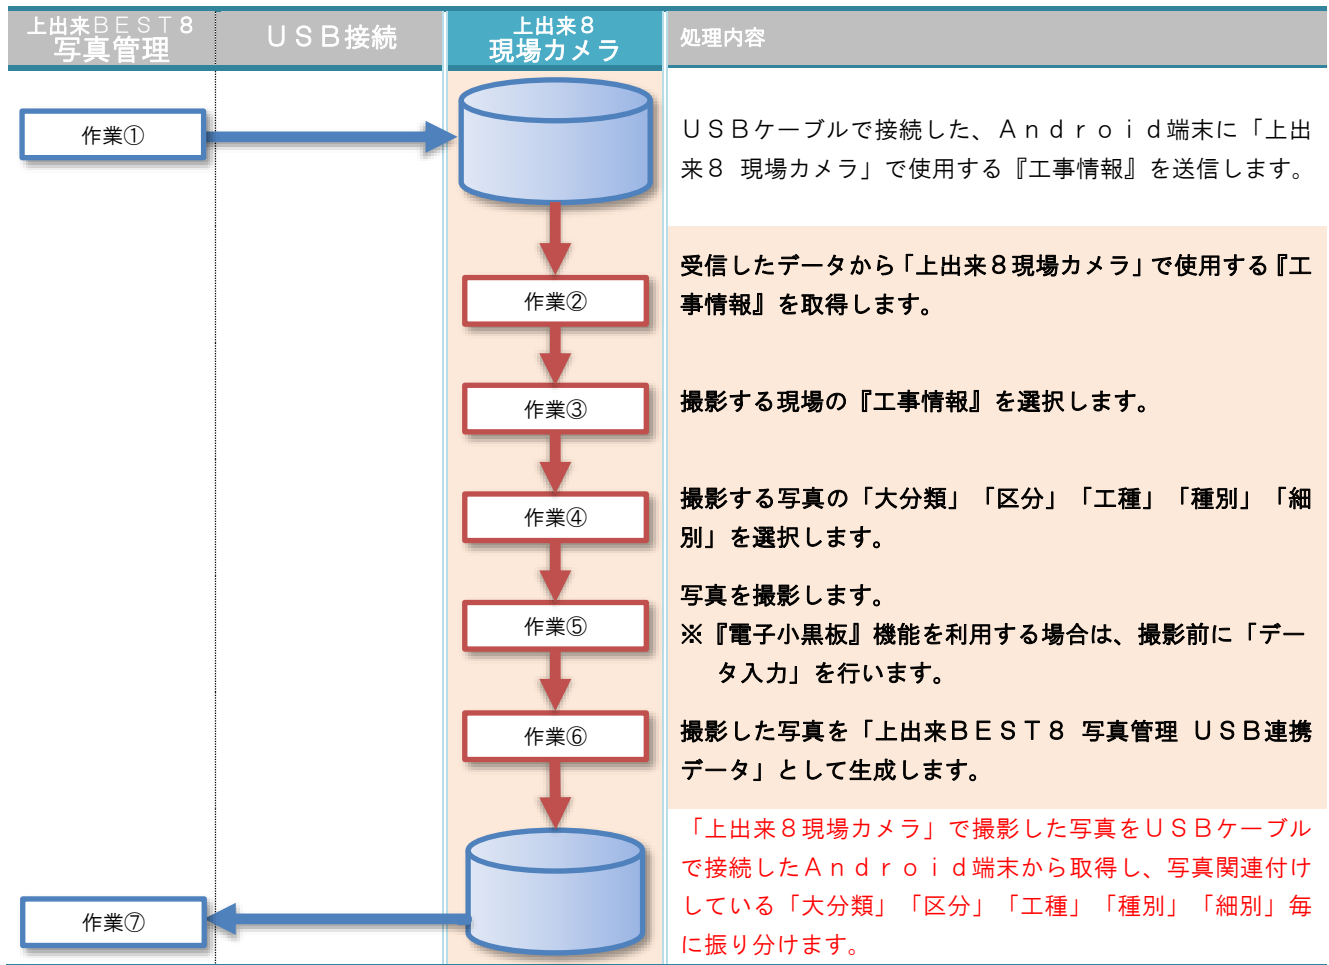 上出来ＢＥＳＴ８
写真管理
ＵＳＢ接続
上出来８
現場カメラ
処理内容
作業①
ＵＳＢケーブルで接続した、Ａｎｄｒｏｉｄ端末に「上出
来８ 現場カメラ」で使用する『工事情報』を送信します。
受信したデータから「上出来８現場カメラ」で使用する『工
事情報』を取得します。
作業②
撮影する現場の『工事情報』を選択します。
作業③
撮影する写真の「大分類」「区分」「工種」「種別」「細
別」を選択します。
作業④
写真を撮影します。
※『電子小黒板』機能を利用する場合は、撮影前に「デー
タ入力」を行います。
作業⑤
撮影した写真を「上出来ＢＥＳＴ８ 写真管理 ＵＳＢ連携
データ」として生成します。
作業⑥
「上出来８現場カメラ」で撮影した写真をＵＳＢケーブル
で接続したＡｎｄｒｏｉｄ端末から取得し、写真関連付け
している「大分類」「区分」「工種」「種別」「細別」毎
に振り分けます。
作業⑦